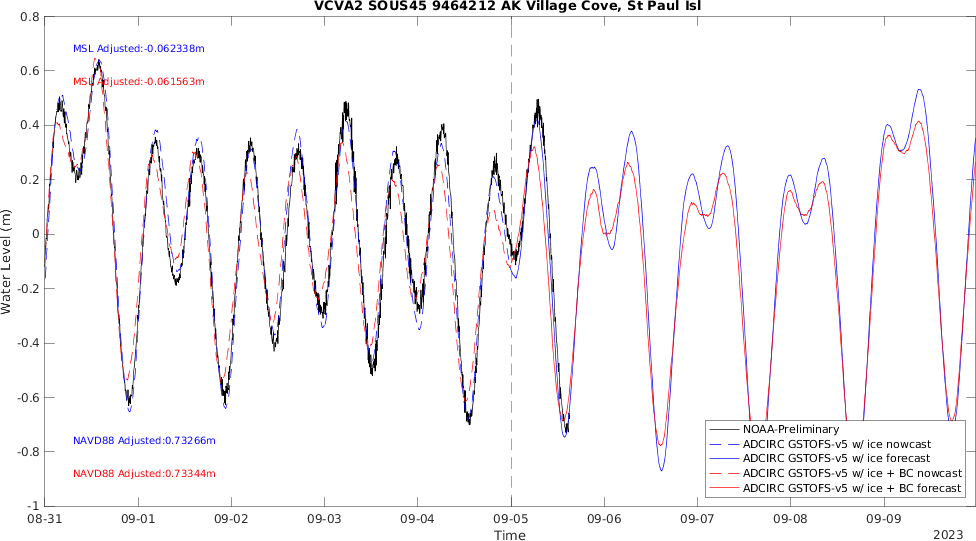 VCVA2 SOUS45 9464212 AK Village Cove, St Paul Isl
0.8
0.6
0.4
0.2
0
-0.2
-0.4
-0.6
-0.8
-1
Water Level (m)
MSL Adjusted:-0.062338m
MSL Adjusted:-0.061563m
NAVD88 Adjusted:0.73266m
NAVD88 Adjusted:0.73344m
NOAA-Preliminary
ADCIRC GSTOFS-v5 w/ ice nowcast
ADCIRC GSTOFS-v5 w/ ice forecast
ADCIRC GSTOFS-v5 w/ ice + BC nowcast
ADCIRC GSTOFS-v5 w/ ice + BC forecast
08-31 09-01 09-02 09-03 09-04 09-05 09-06 09-07 09-08 09-09
Time
2023